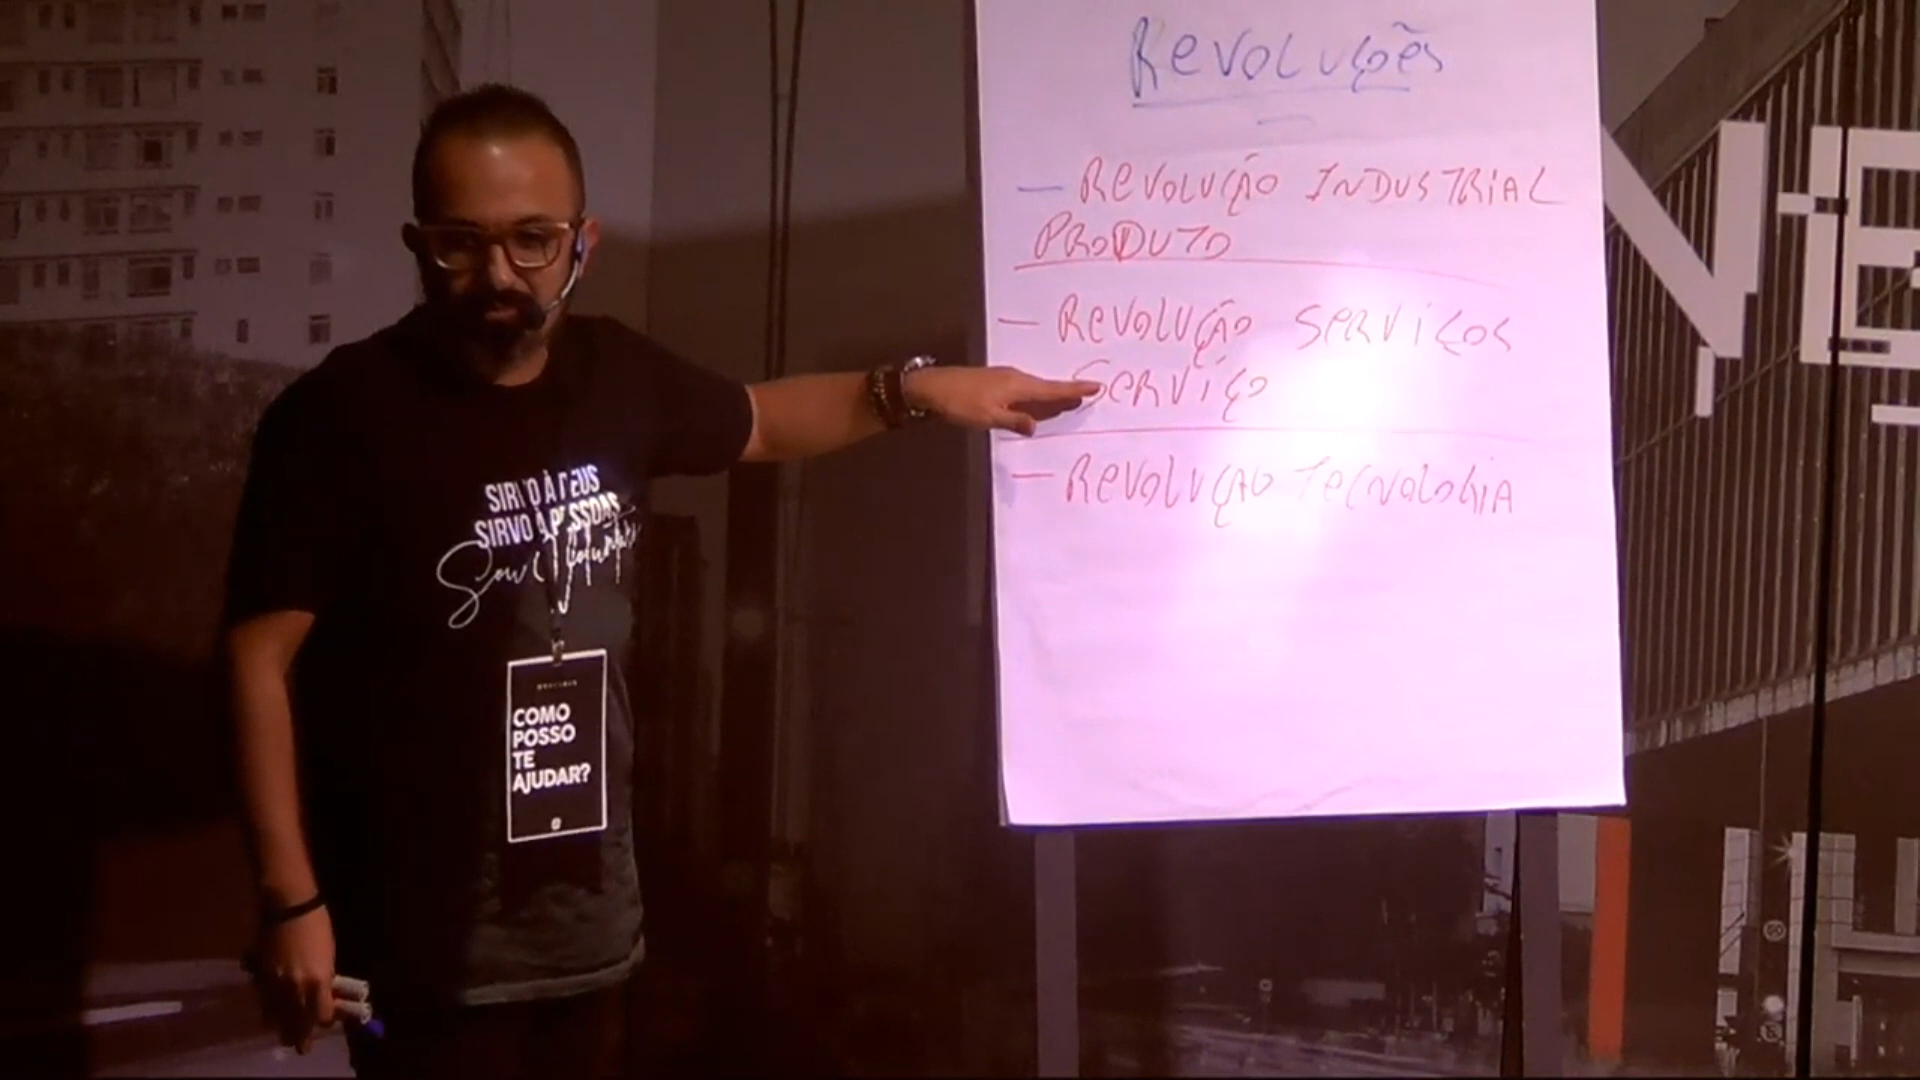 Revoluções
— Revolução Industrial
Produto
— Revolução Serviços
Serviço
— Revolução Tecnologia
SIRVO À DEUS
SIRVO À PESSOAS
COMO
POSSO
TE
AJUDAR?